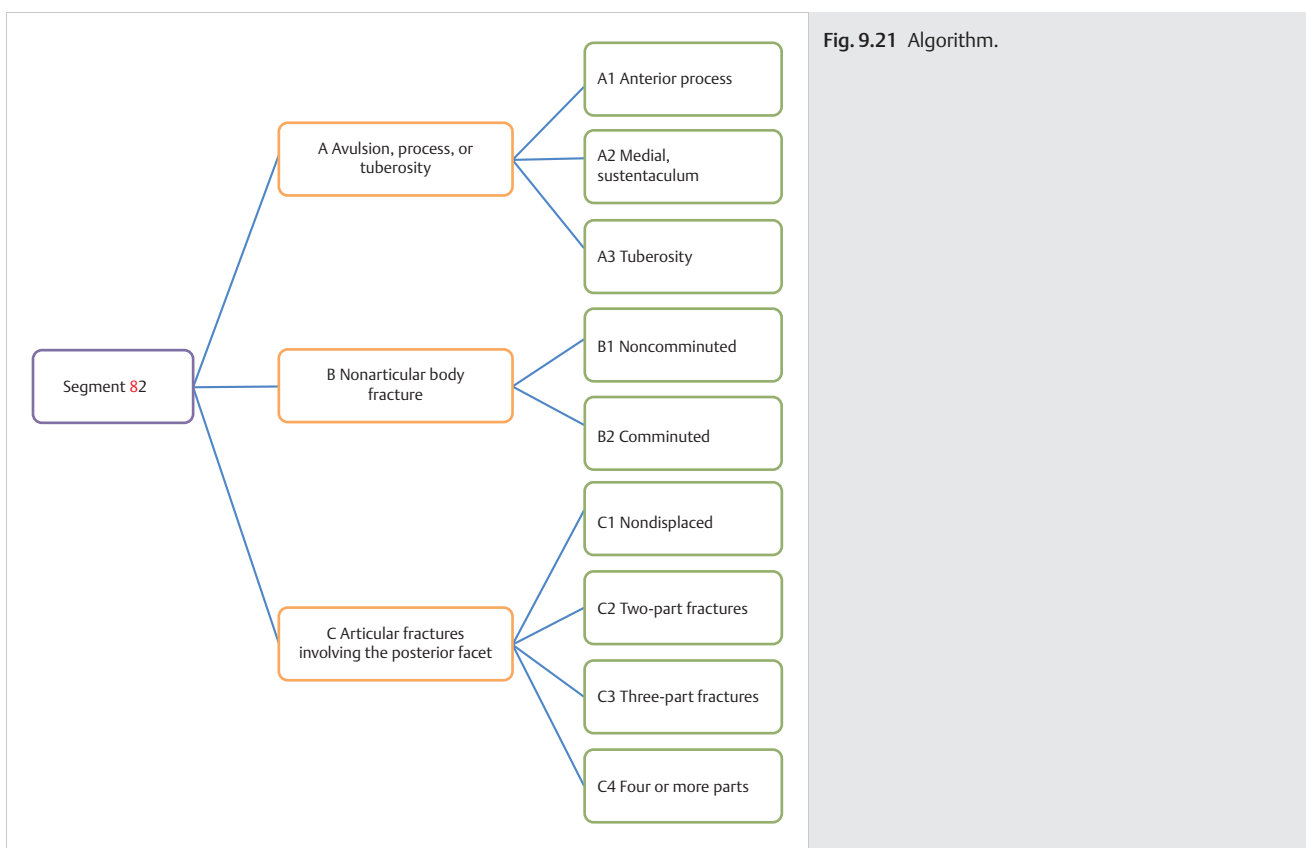 Fig. 9.21 Algorithm.
Segment 82
A Avulsion, process, or
tuberosity
A1 Anterior process
A2 Medial,
sustentaculum
A3 Tuberosity
B Nonarticular body
fracture
B1 Noncomminuted
B2 Comminuted
C Articular fractures
involving the posterior facet
C1 Nondisplaced
C2 Two-part fractures
C3 Three-part fractures
C4 Four or more parts